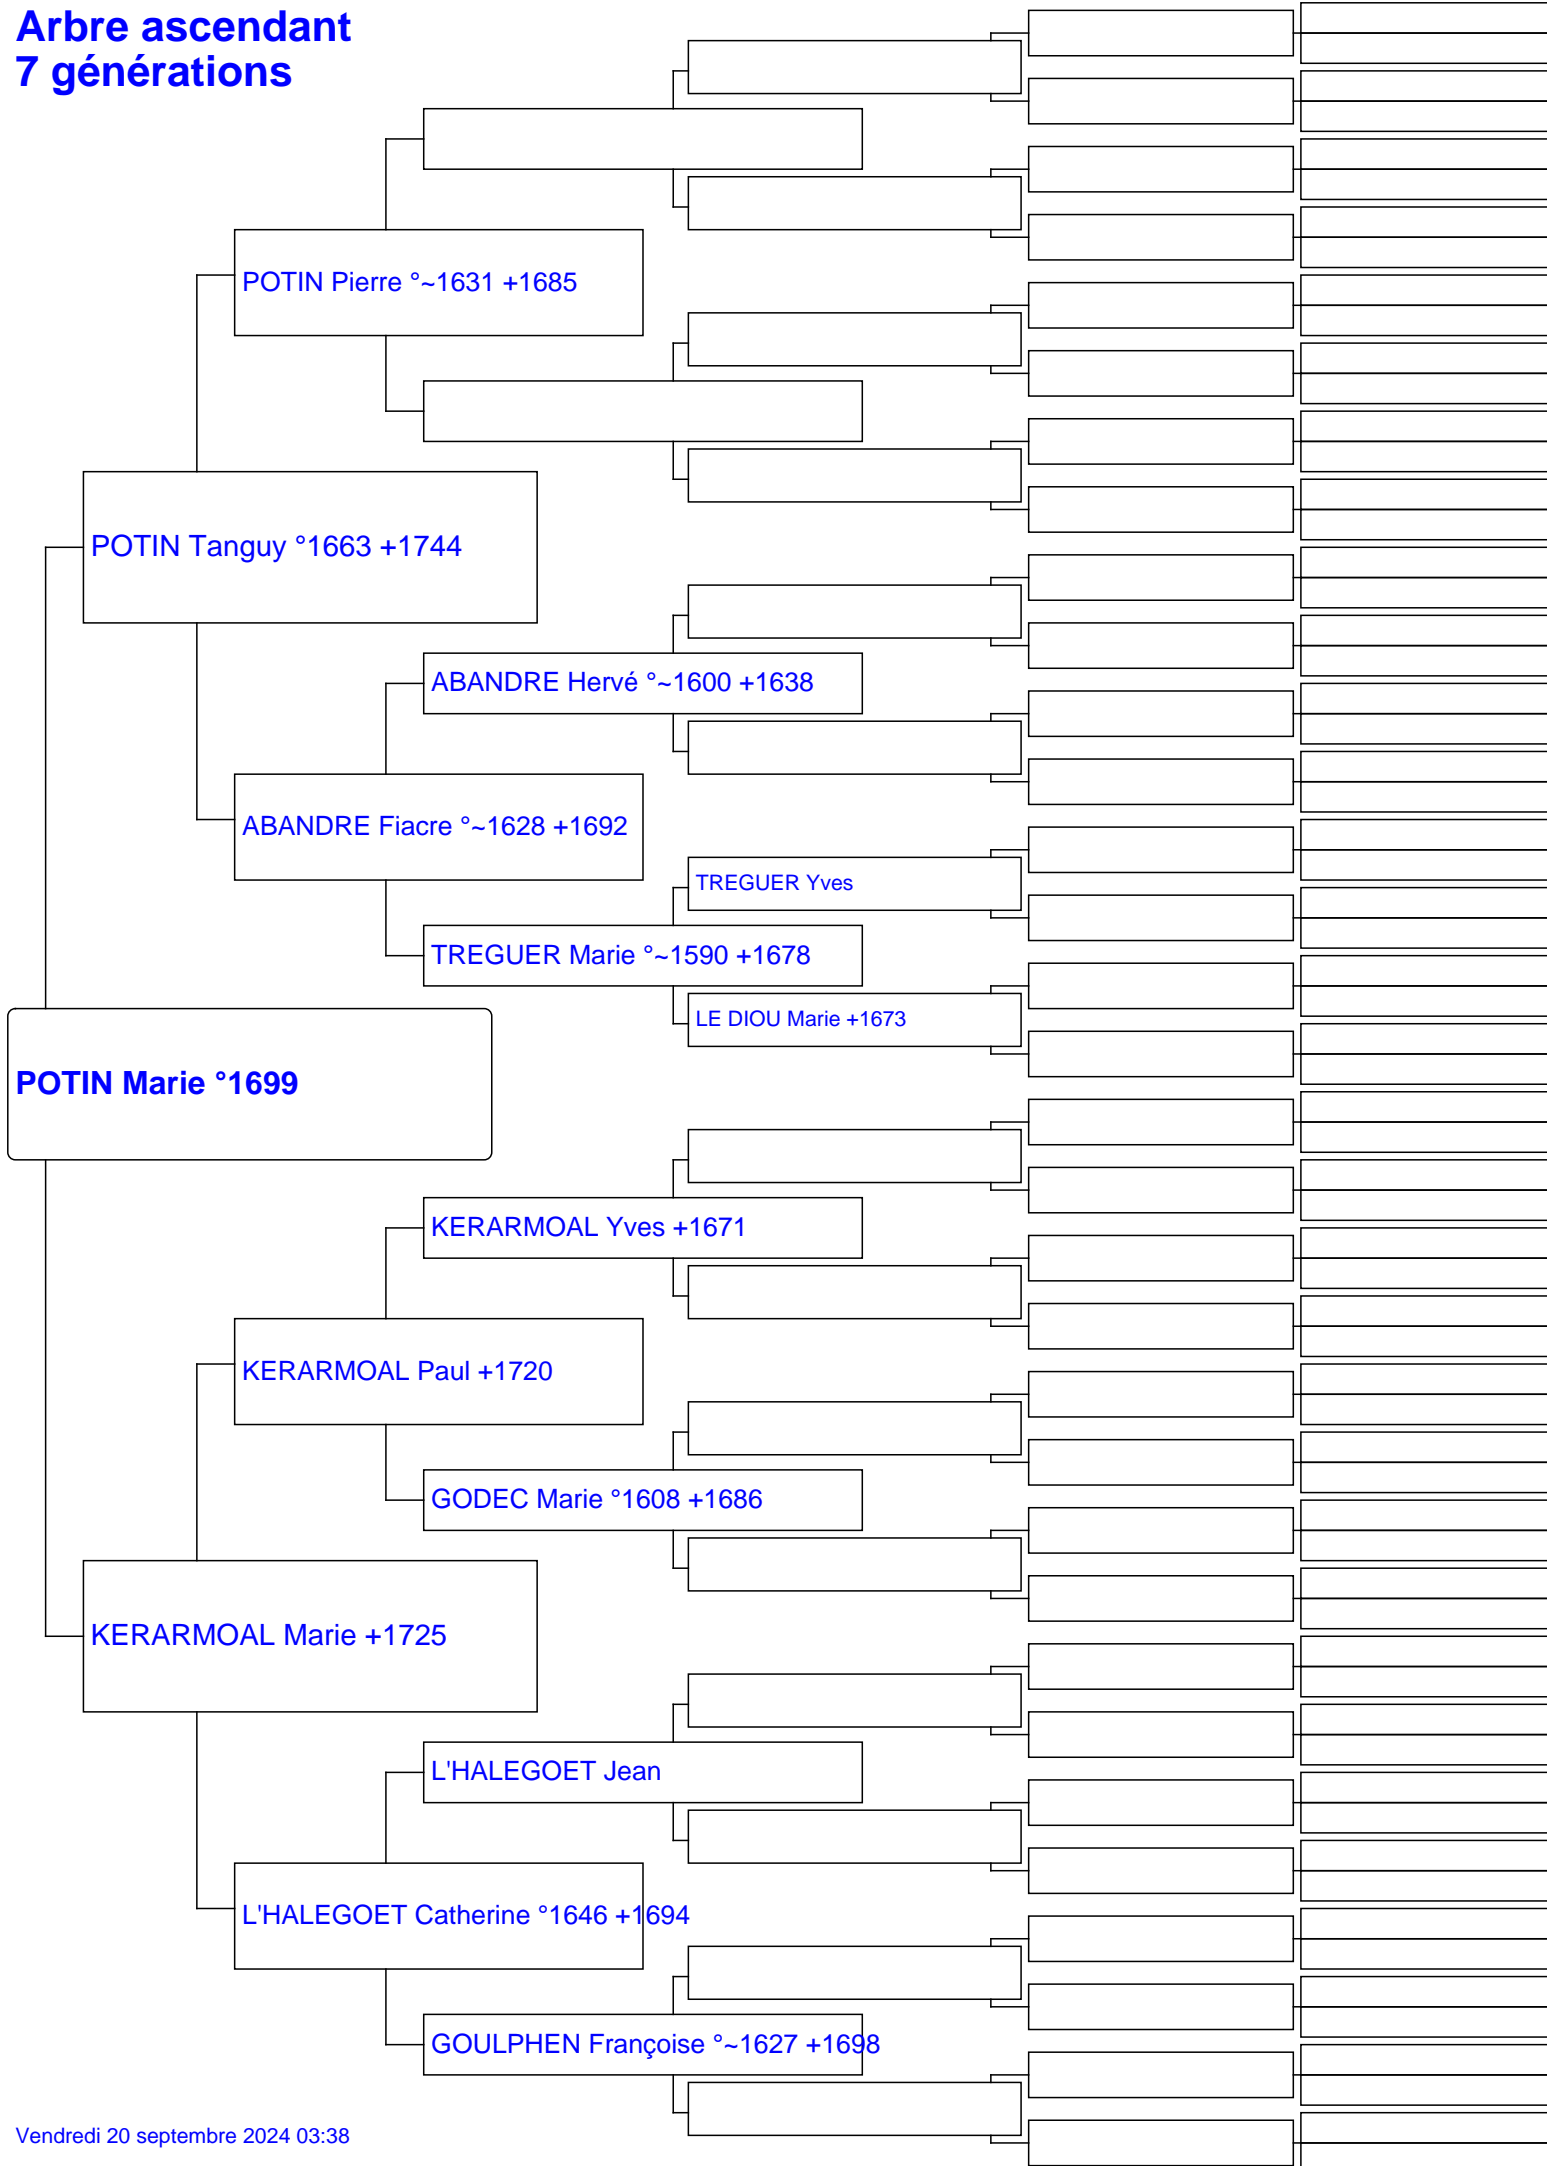 Arbre ascendant
7 générations
POTIN Pierre °~1631 +1685
POTIN Tanguy °1663 +1744
ABANDRE Hervé °~1600 +1638
ABANDRE Fiacre °~1628 +1692
TREGUER Yves
TREGUER Marie °~1590 +1678
LE DIOU Marie +1673
POTIN Marie °1699
KERARMOAL Yves +1671
KERARMOAL Paul +1720
GODEC Marie °1608 +1686
KERARMOAL Marie +1725
L'HALEGOET Jean
L'HALEGOET Catherine °1646 +1694
GOULPHEN Françoise °~1627 +1698
Vendredi 20 septembre 2024 03:38